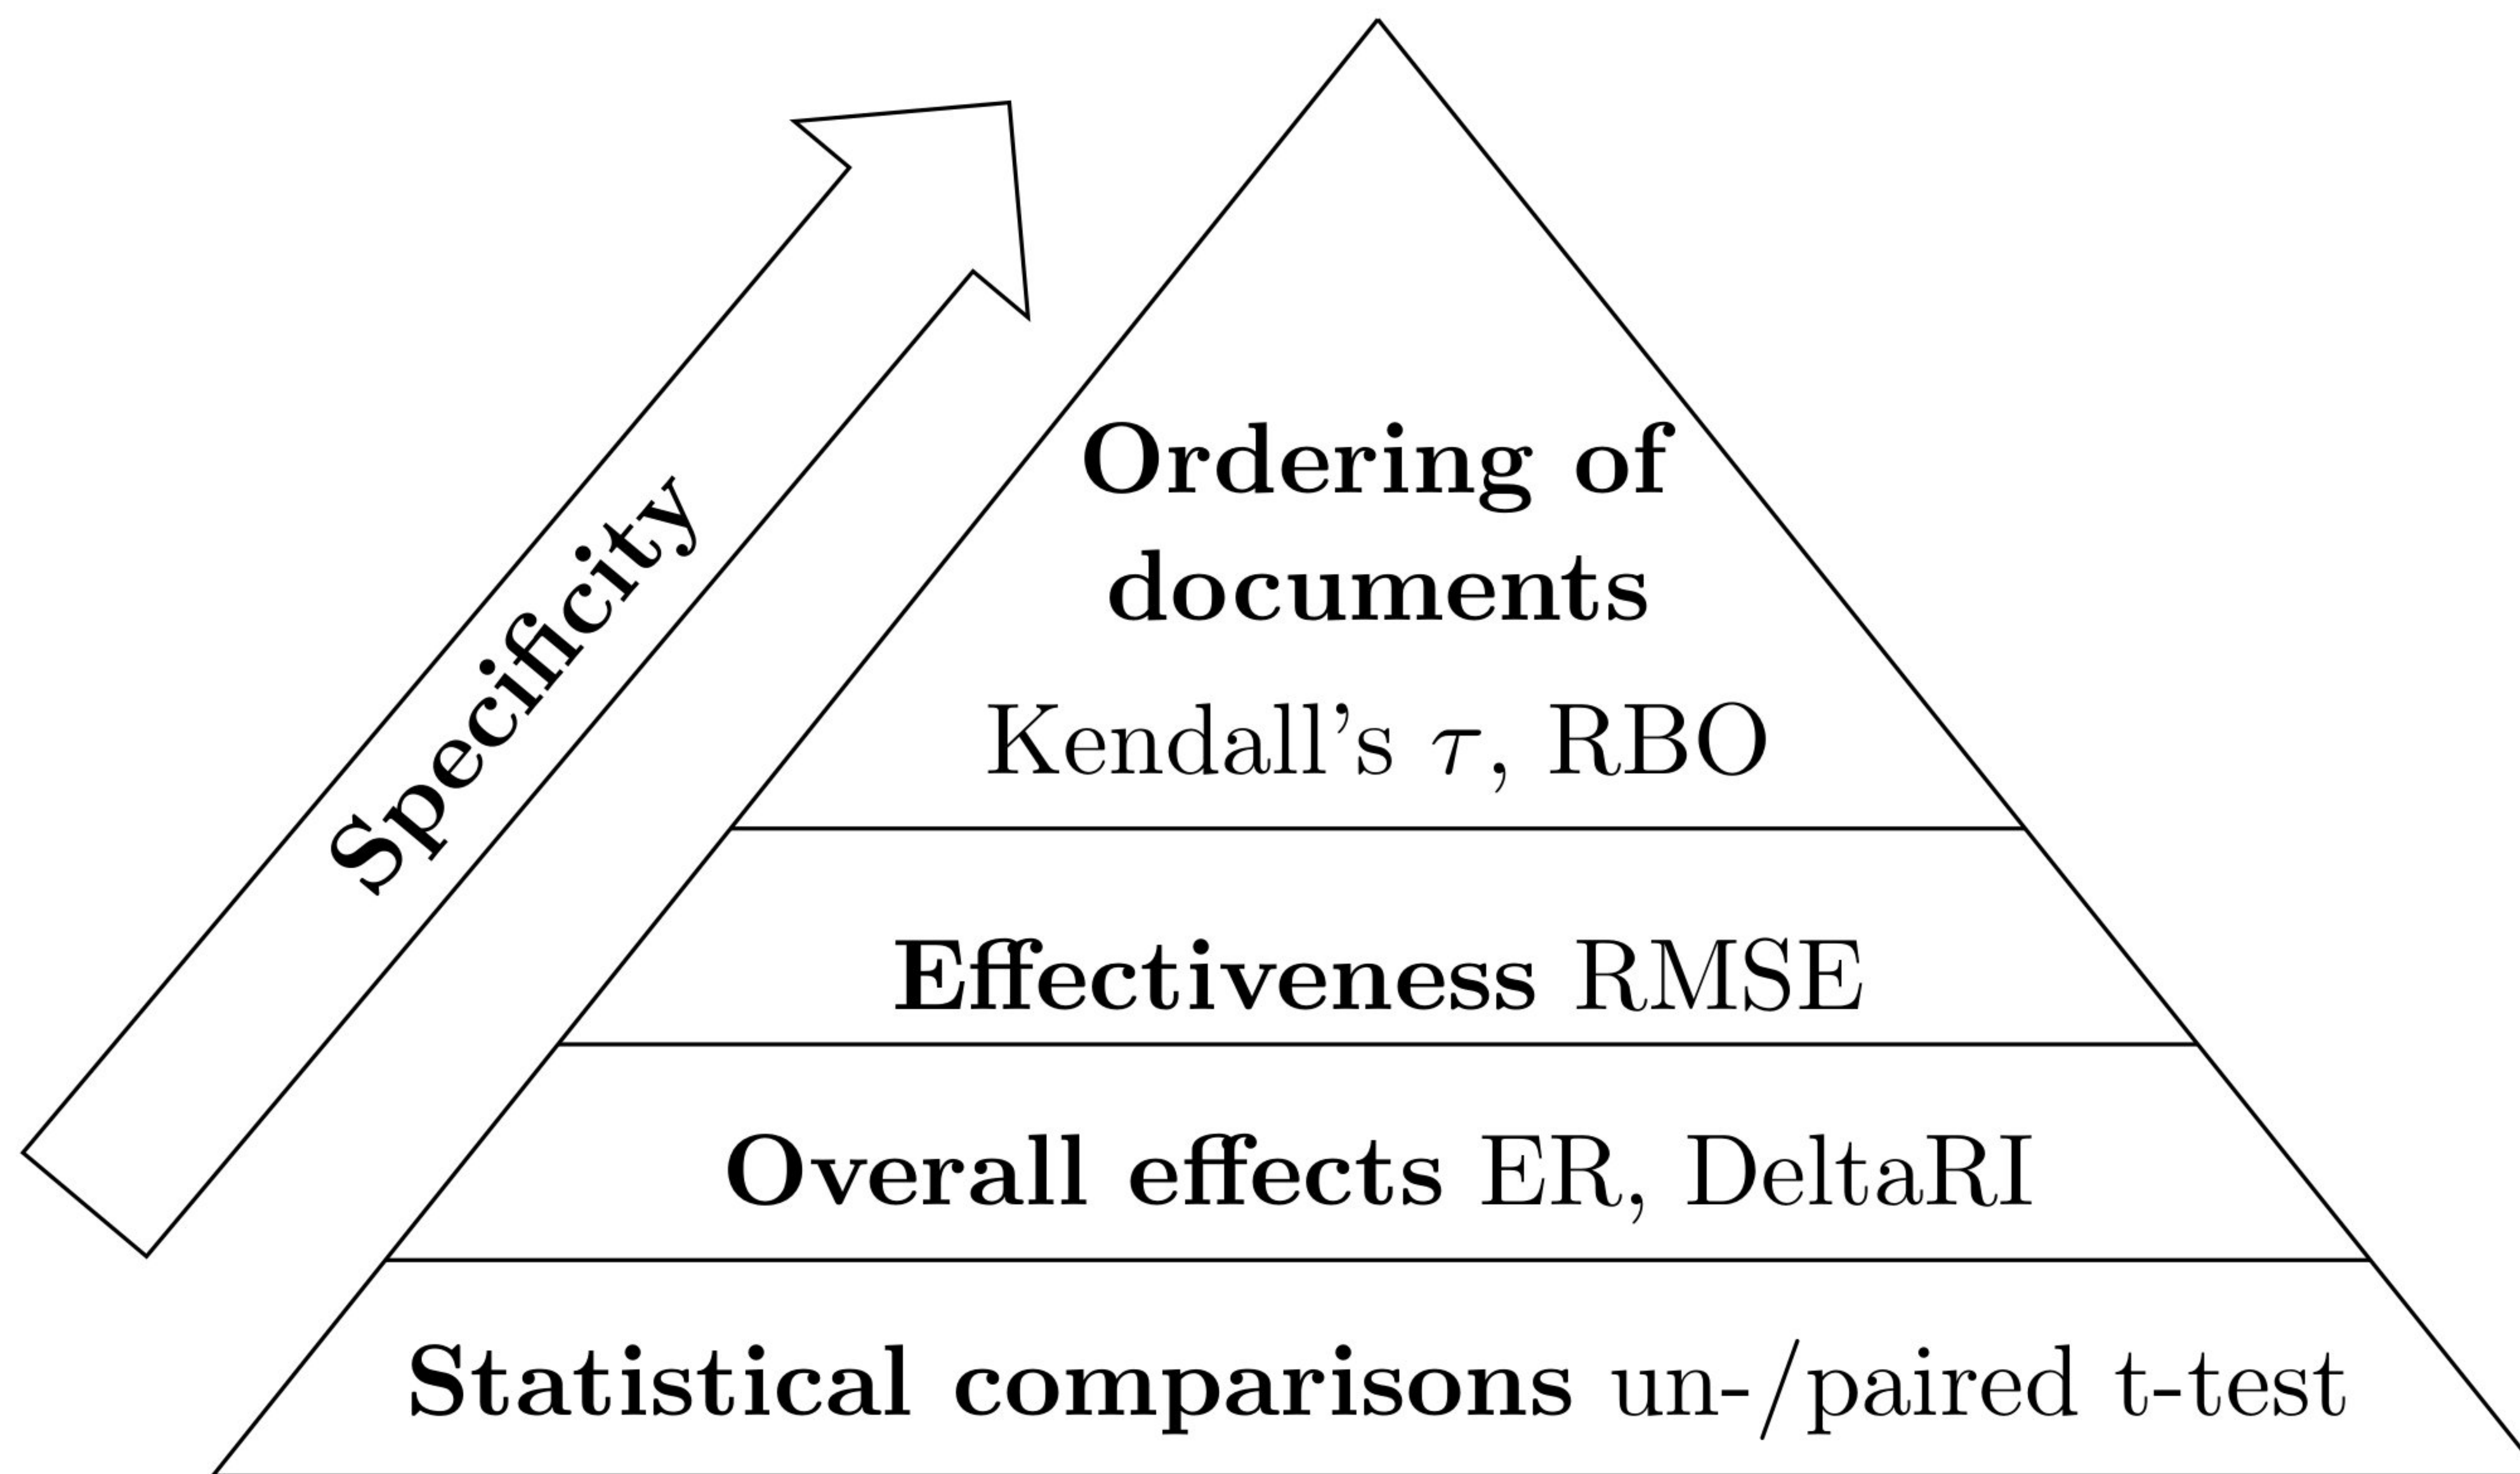 Specificity
Ordering of
documents
Kendall's τ, RBO
Effectiveness RMSE
Overall effects ER, DeltaRI
Statistical comparisons un-/paired t-test